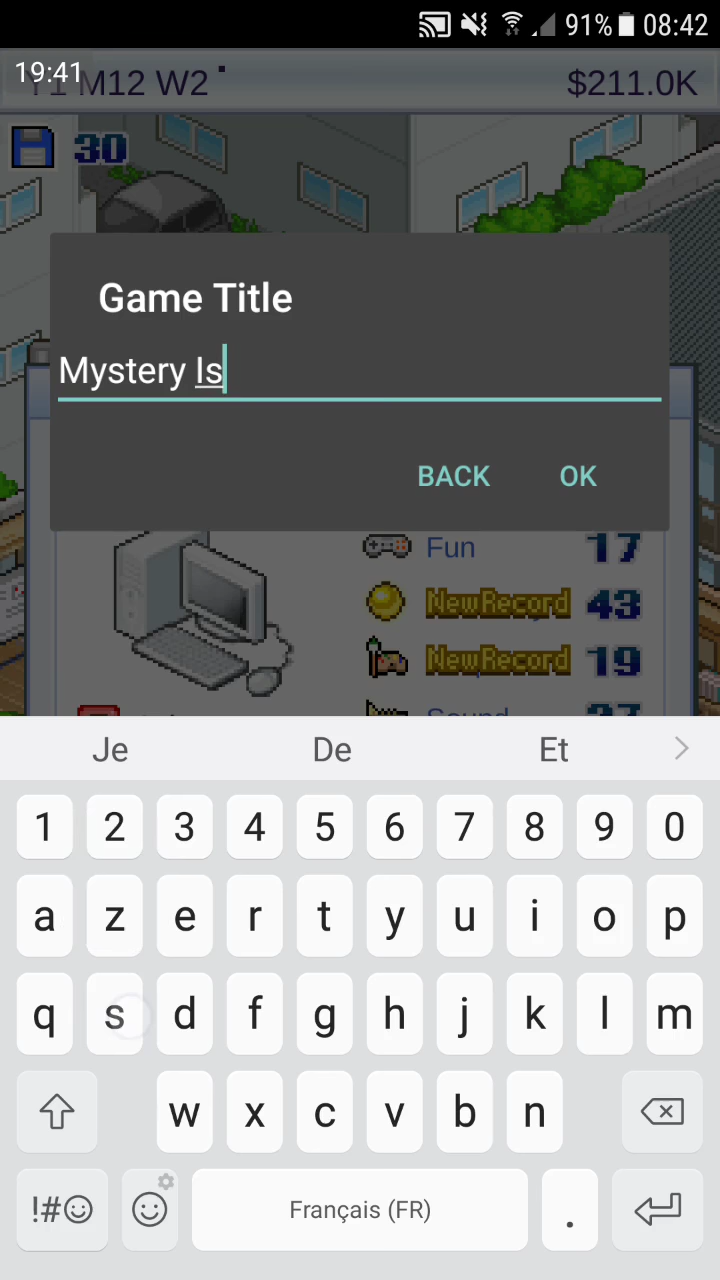 91% 08:42
19:41
Y1 M12 W2 $211.0K
30
Game Title
Mystery Is
BACK OK
Fun 17
NewRecord 43
NewRecord 19
Sound 27
Je De Et
1 2 3 4 5 6 7 8 9 0
a z e r t y u i o p
q s d f g h j k l m
w x c v b n
!#☺ Français (FR) .